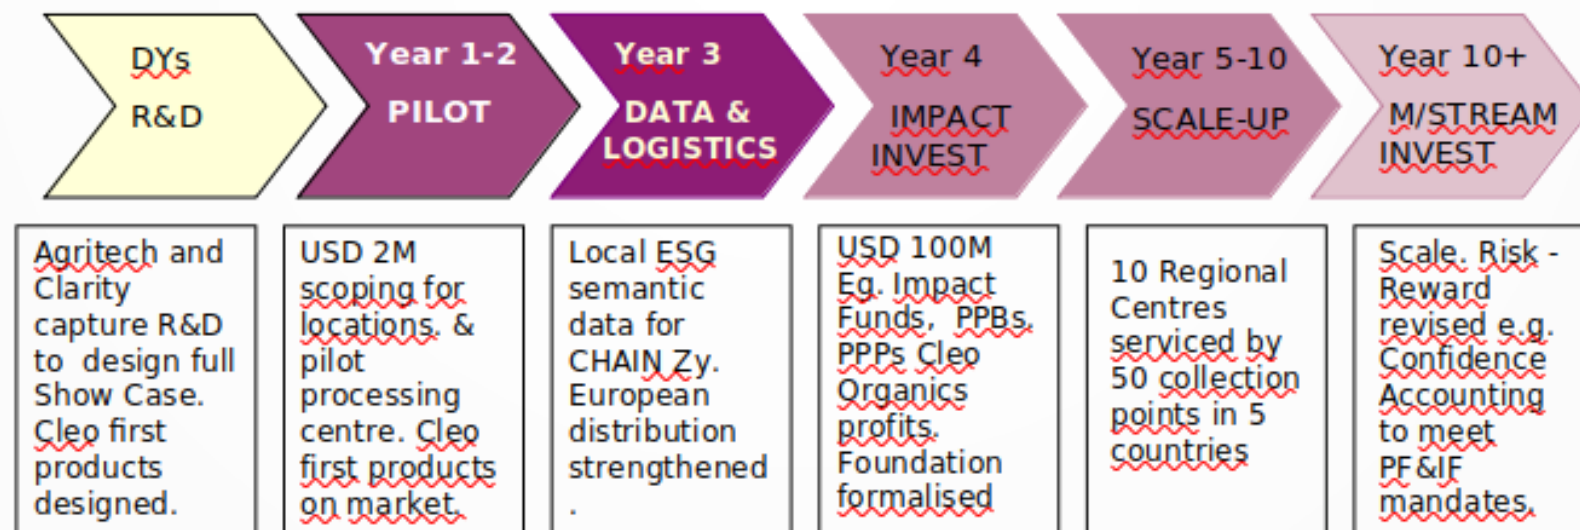 DYs
R&D
Year 1-2
PILOT
Year 3
DATA &
LOGISTICS
Year 4
IMPACT
INVEST
Year 5-10
SCALE-UP
Year 10+
M/STREAM
INVEST
Agritech and
Clarity
capture R&D
to design full
Show Case.
Cleo first
products
designed.
USD 2M
scoping for
locations. &
pilot
processing
centre. Cleo
first products
on market.
Local ESG
semantic
data for
CHAIN Zy.
European
distribution
strengthened
.
USD 100M
Eg. Impact
Funds, PPBs.
PPPs Cleo
Organics
profits.
Foundation
formalised
10 Regional
Centres
serviced by
50 collection
points in 5
countries
Scale. Risk -
Reward
revised e.g.
Confidence
Accounting
to meet
PF&IF
mandates.